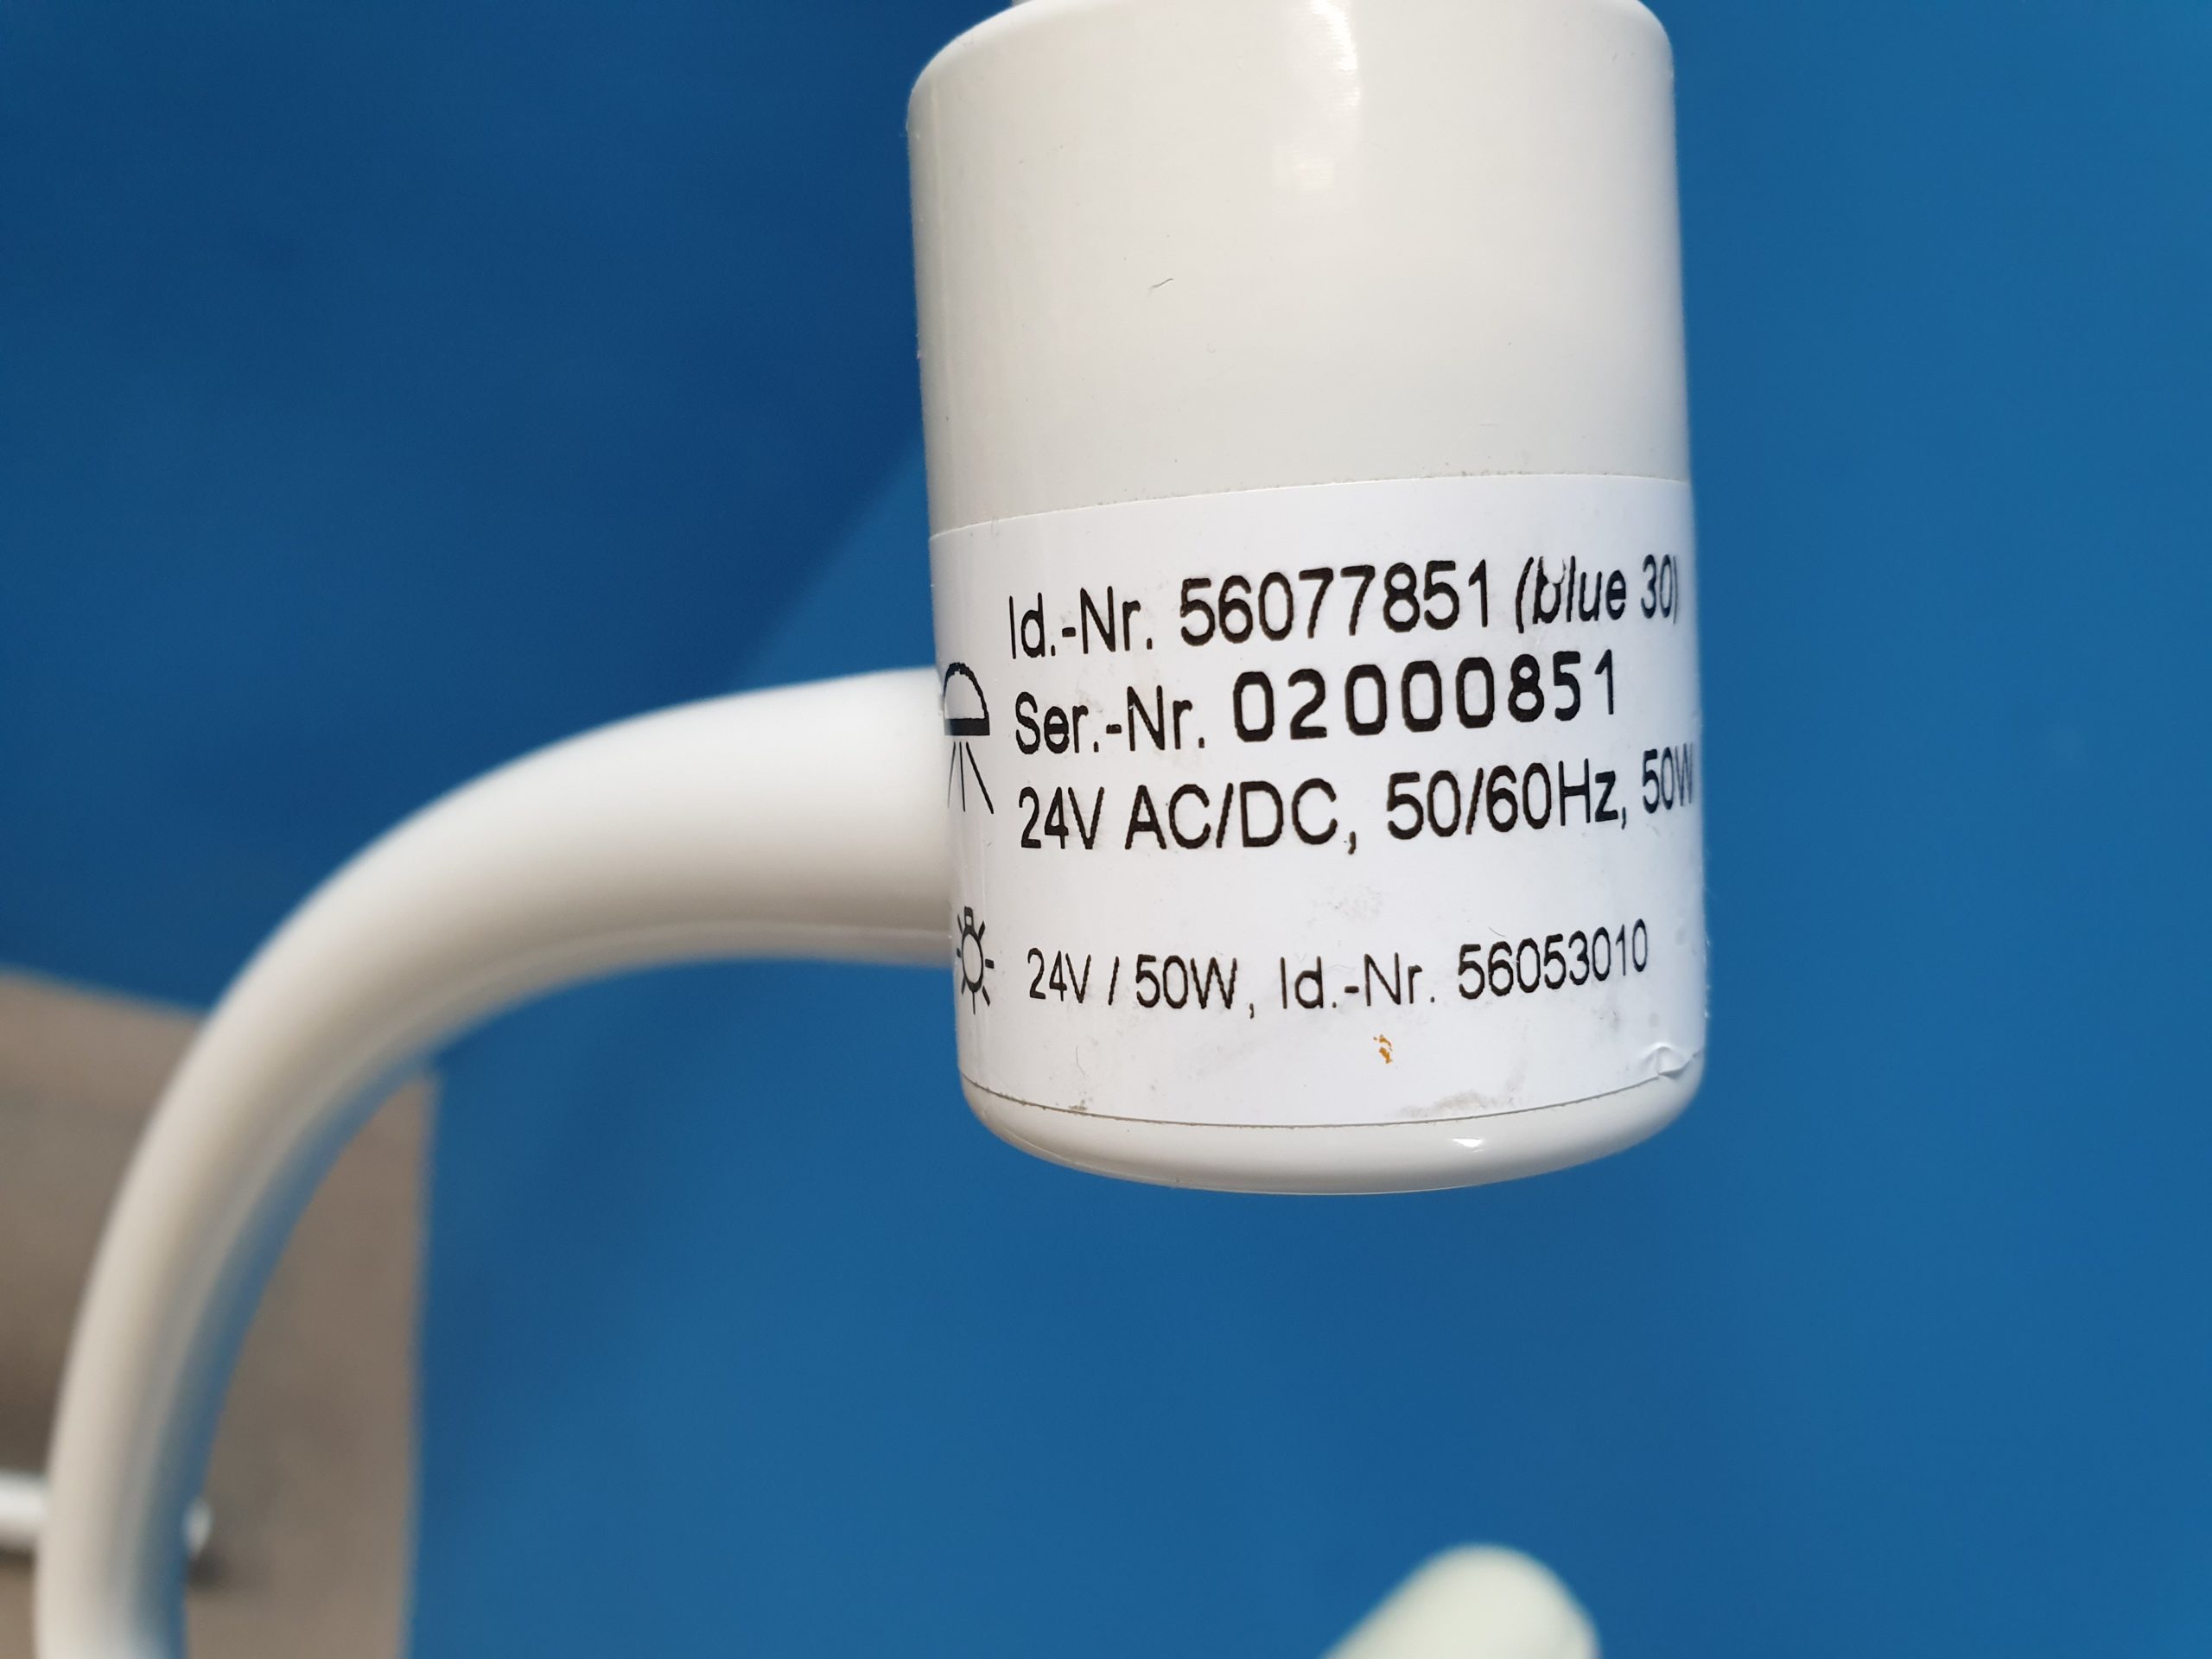 Id.-Nr. 56077851 (blue 30)
Ser.-Nr. 02000851
24V AC/DC, 50/60Hz, 50W
24V / 50W, Id.-Nr. 56053010